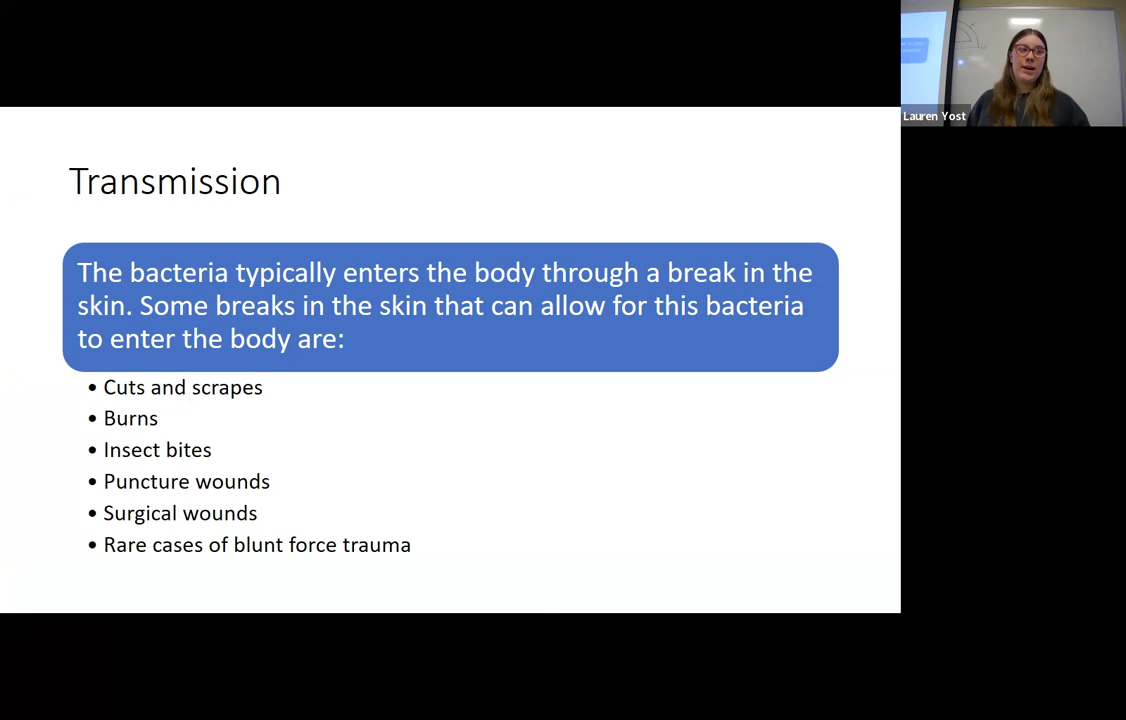 Transmission
The bacteria typically enters the body through a break in the
skin. Some breaks in the skin that can allow for this bacteria
to enter the body are:
• Cuts and scrapes
• Burns
• Insect bites
• Puncture wounds
• Surgical wounds
• Rare cases of blunt force trauma
Lauren Yost